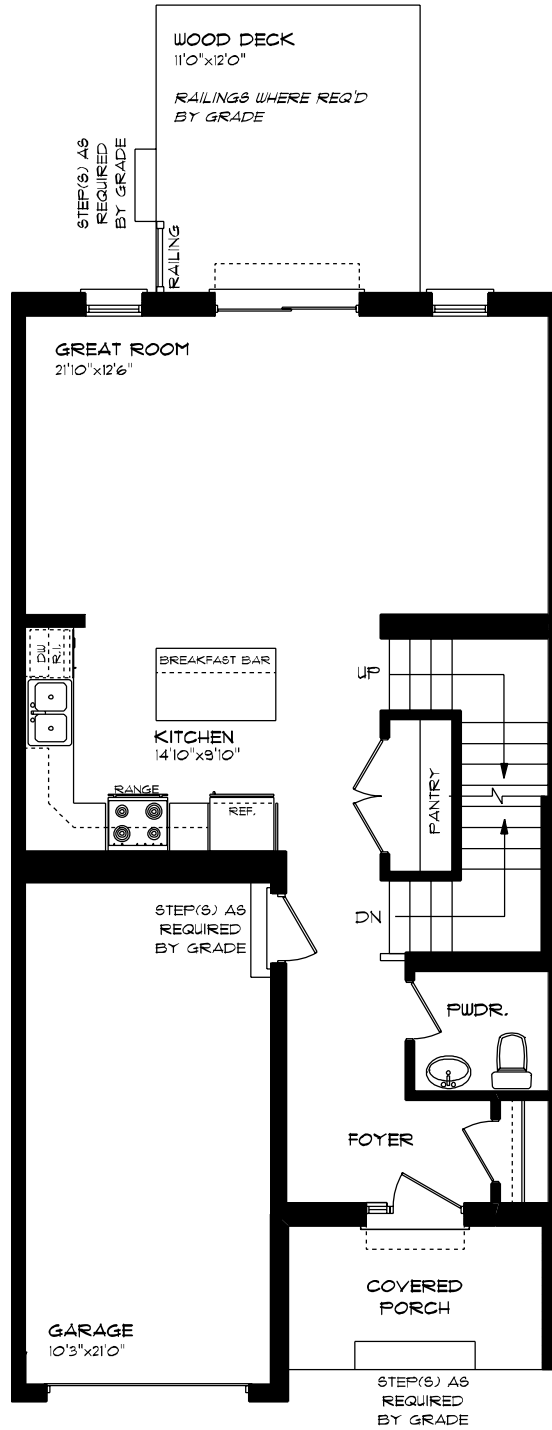 WOOD DECK
11'0"x12'0"
RAILINGS WHERE REQ'D
BY GRADE
STEP(S) AS
REQUIRED
BY GRADE
RAILING
GREAT ROOM
21'10"x12'6"
DW
R.I.
BREAKFAST BAR
UP
KITCHEN
14'10"x9'10"
PANTRY
RANGE
REF.
STEP(S) AS
REQUIRED
BY GRADE
DN
PWDR.
FOYER
COVERED
PORCH
GARAGE
10'3"x21'0"
STEP(S) AS
REQUIRED
BY GRADE